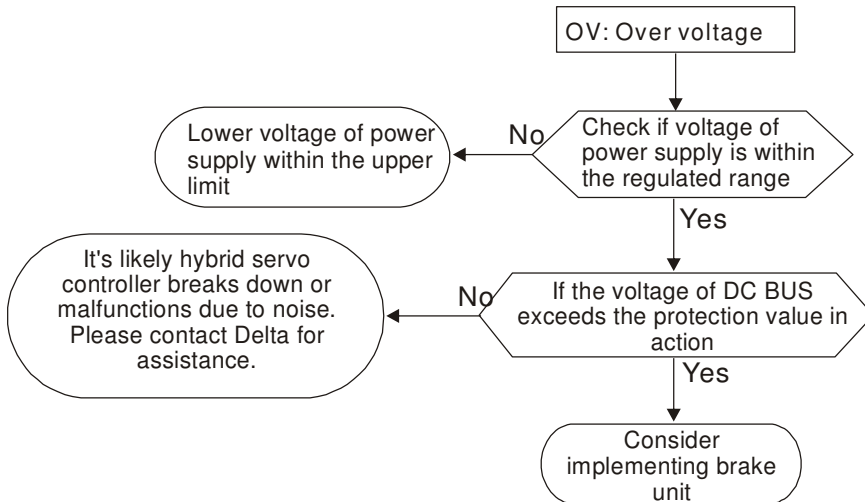 OV: Over voltage
No
Check if voltage of
power supply is within
the regulated range
Lower voltage of power
supply within the upper
limit
Yes
It's likely hybrid servo
controller breaks down or
malfunctions due to noise.
Please contact Delta for
assistance.
No
If the voltage of DC BUS
exceeds the protection value in
action
Yes
Consider
implementing brake
unit